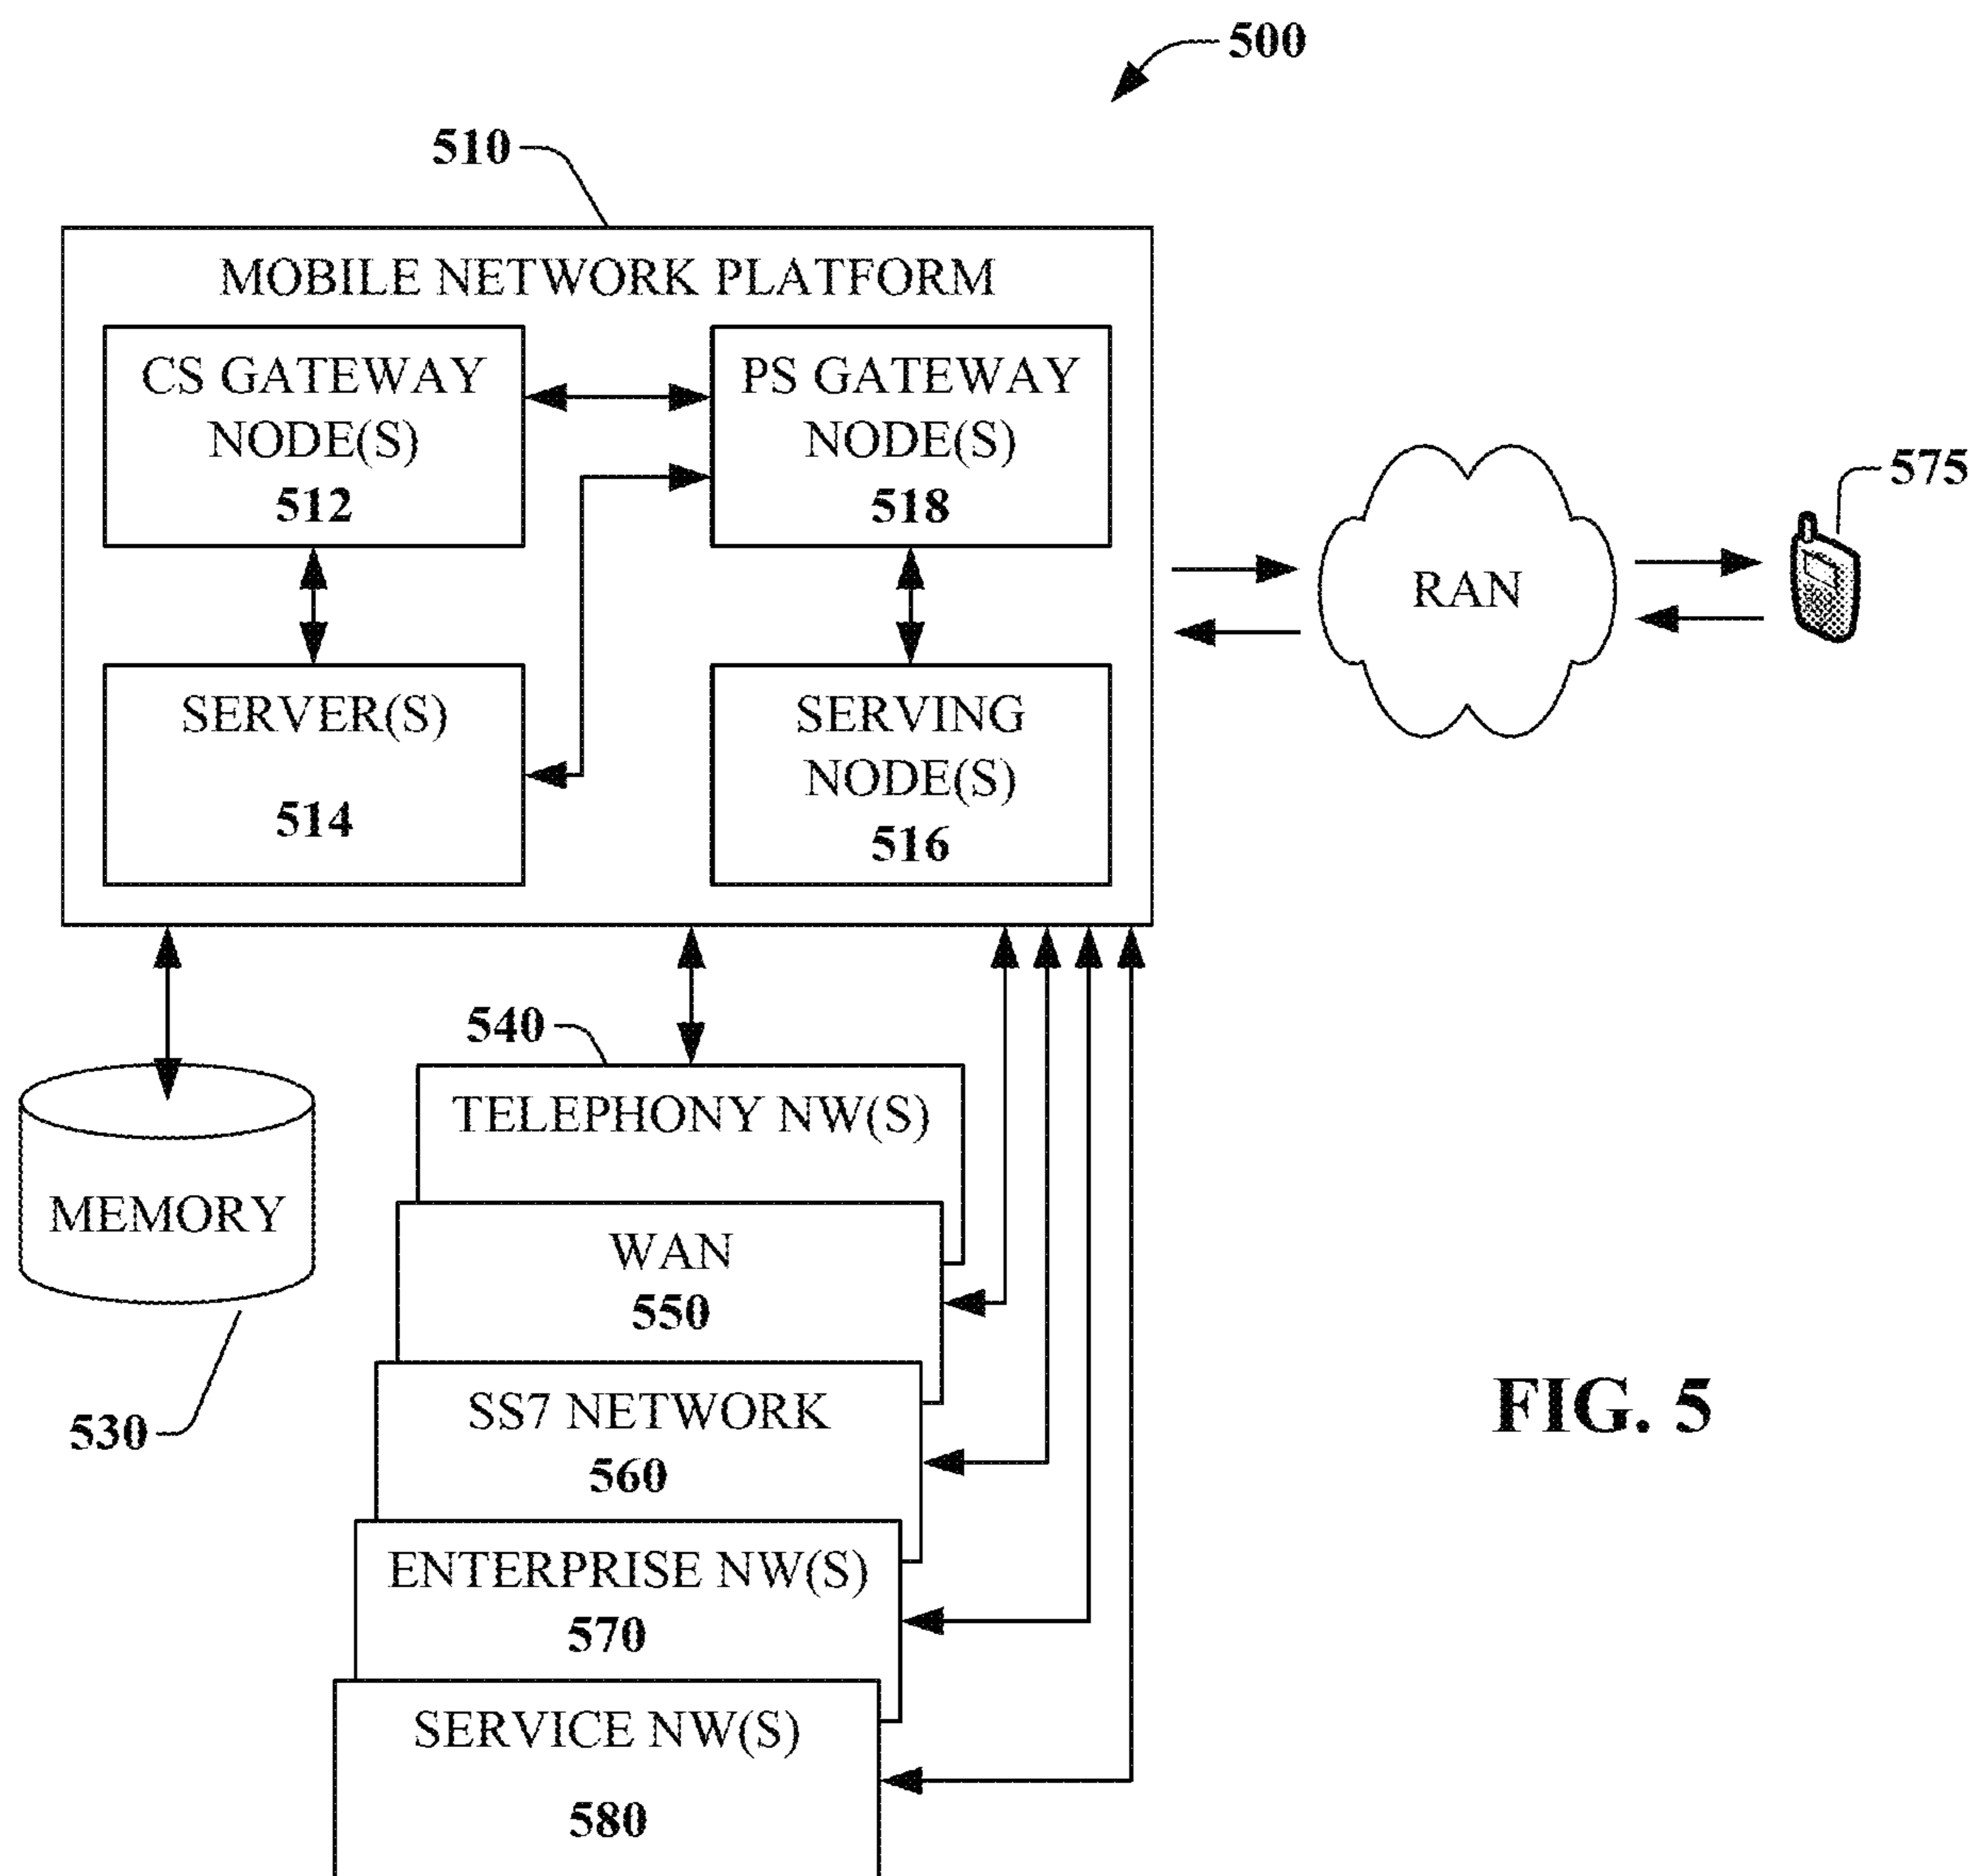 500
510
MOBILE NETWORK PLATFORM
CS GATEWAY
NODE(S)
512
PS GATEWAY
NODE(S)
518
SERVER(S)
514
SERVING
NODE(S)
516
RAN
575
540
TELEPHONY NW(S)
MEMORY
530
WAN
550
SS7 NETWORK
560
ENTERPRISE NW(S)
570
SERVICE NW(S)
580
FIG. 5